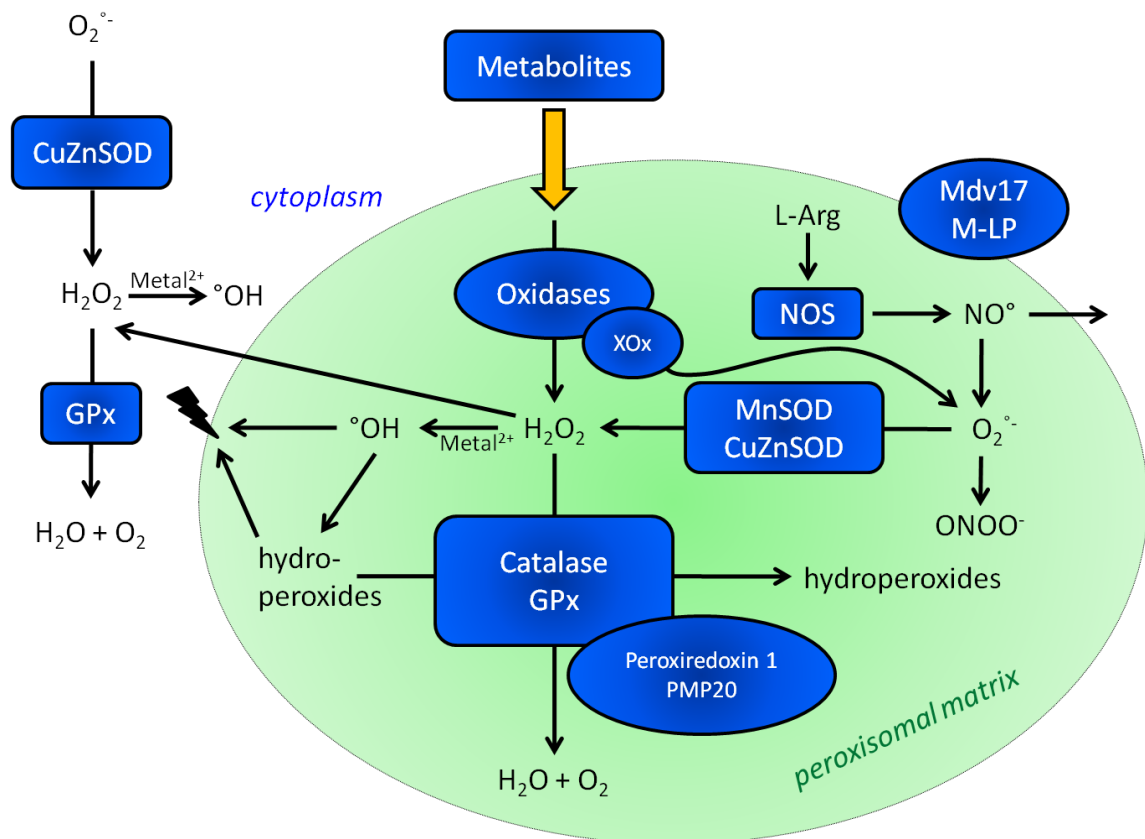 O₂°⁻
Metabolites
CuZnSOD
cytoplasm
Mdv17
M-LP
L-Arg
H₂O₂
Metal²⁺
°OH
Oxidases
XOx
NOS
NO°
GPx
°OH
Metal²⁺
H₂O₂
MnSOD
CuZnSOD
O₂°⁻
H₂O + O₂
hydro-
peroxides
Catalase
GPx
hydroperoxides
ONOO⁻
Peroxiredoxin 1
PMP20
peroxisomal matrix
H₂O + O₂